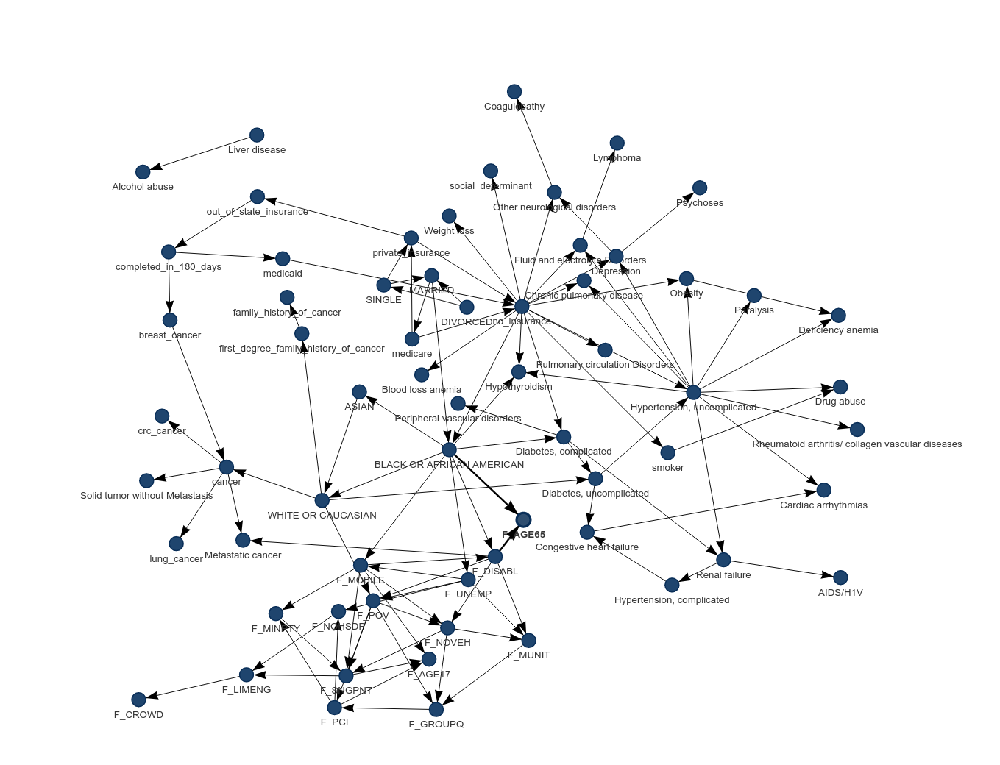 Coagulopathy
Liver disease
Lymphoma
Alcohol abuse
social_determinant
Psychoses
Other neurological disorders
out_of_state_insurance
Weight loss
private_insurance
Fluid and electrolyte Disorders
completed_in_180_days
Depression
medicaid
MARRIED
Obesity
Chronic pulmonary disease
SINGLE
Paralysis
family_history_of_cancer
DIVORCED
no_insurance
Deficiency anemia
breast_cancer
first_degree_family_history_of_cancer
medicare
Pulmonary circulation Disorders
Blood loss anemia
Hypothyroidism
Drug abuse
ASIAN
Hypertension, uncomplicated
Peripheral vascular disorders
crc_cancer
Rheumatoid arthritis/ collagen vascular diseases
Diabetes, complicated
BLACK OR AFRICAN AMERICAN
smoker
cancer
Diabetes, uncomplicated
Solid tumor without Metastasis
Cardiac arrhythmias
WHITE OR CAUCASIAN
F_AGE65
Congestive heart failure
Metastatic cancer
lung_cancer
F_DISABL
Renal failure
F_MOBILE
AIDS/H1V
F_UNEMP
Hypertension, complicated
F_POV
F_NOHSDP
F_MINRTY
F_NOVEH
F_MUNIT
F_AGE17
F_LIMENG
F_SNGPNT
F_CROWD
F_PCI
F_GROUPQ